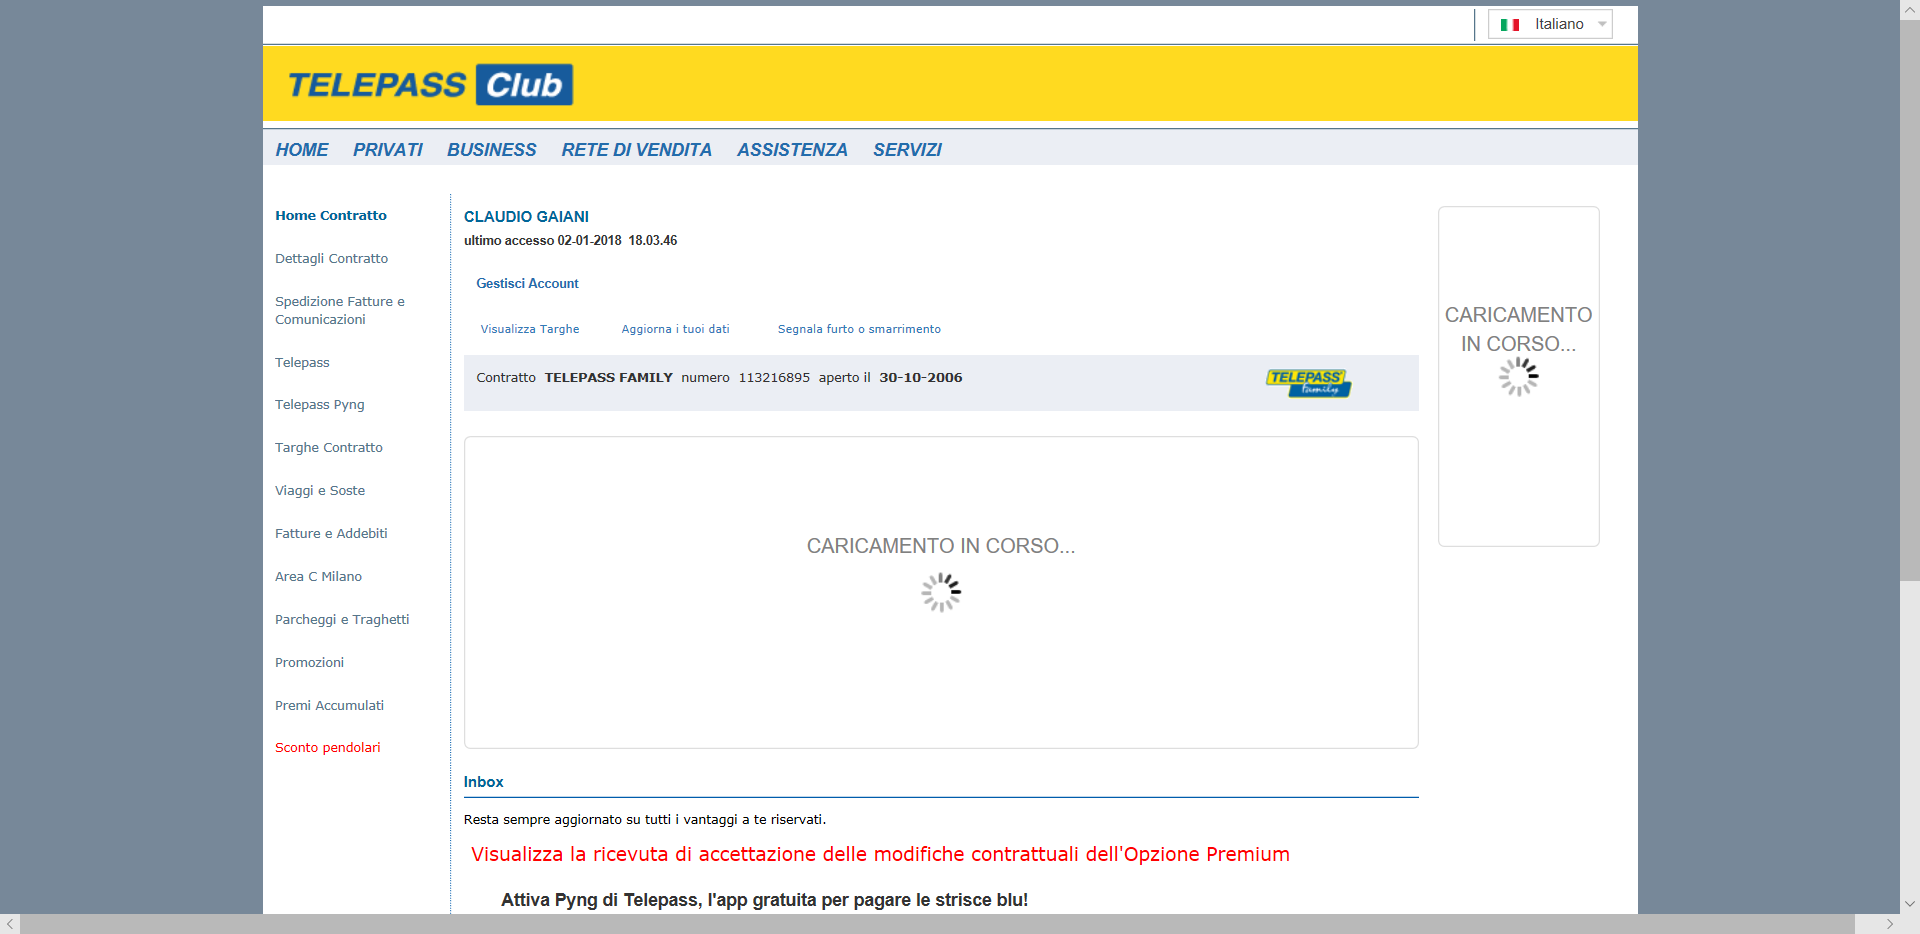 Italiano
TELEPASS Club
HOME PRIVATI BUSINESS RETE DI VENDITA ASSISTENZA SERVIZI
Home Contratto
Dettagli Contratto
Spedizione Fatture e
Comunicazioni
Telepass
Telepass Pyng
Targhe Contratto
Viaggi e Soste
Fatture e Addebiti
Area C Milano
Parcheggi e Traghetti
Promozioni
Premi Accumulati
Sconto pendolari
CLAUDIO GAIANI
ultimo accesso 02-01-2018 18.03.46
Gestisci Account
Visualizza Targhe Aggiorna i tuoi dati Segnala furto o smarrimento
Contratto TELEPASS FAMILY numero 113216895 aperto il 30-10-2006
TELEPASS
family
CARICAMENTO IN CORSO...
Inbox
Resta sempre aggiornato su tutti i vantaggi a te riservati.
Visualizza la ricevuta di accettazione delle modifiche contrattuali dell'Opzione Premium
Attiva Pyng di Telepass, l'app gratuita per pagare le strisce blu!
CARICAMENTO
IN CORSO...